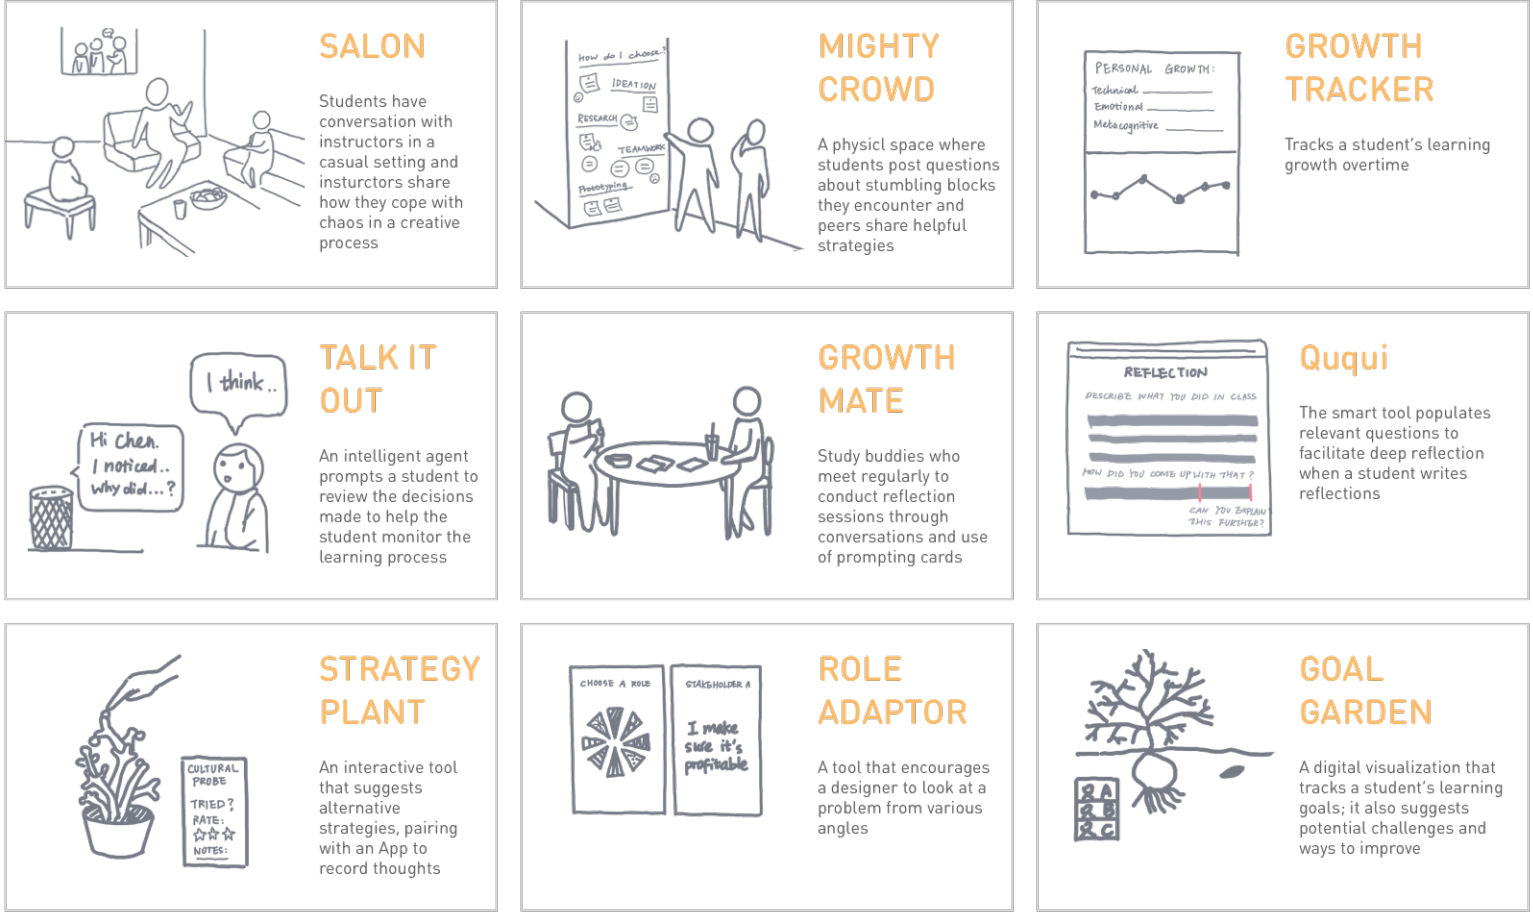 SALON
Students have
conversation with
instructors in a
casual setting and
insturctors share
how they cope with
chaos in a creative
process
How do I choose..?
IDEATION
RESEARCH
TEAMWORK
Prototyping
MIGHTY
CROWD
A physicl space where
students post questions
about stumbling blocks
they encounter and
peers share helpful
strategies
PERSONAL GROWTH:
Technical
Emotional
Metacognitive
GROWTH
TRACKER
Tracks a student's learning
growth overtime
I think..
Hi Chen.
I noticed..
why did...?
TALK IT
OUT
An intelligent agent
prompts a student to
review the decisions
made to help the
student monitor the
learning process
GROWTH
MATE
Study buddies who
meet regularly to
conduct reflection
sessions through
conversations and use
of prompting cards
REFLECTION
DESCRIBE WHAT YOU DID IN CLASS
HOW DID YOU COME UP WITH THAT?
CAN YOU EXPLAIN
THIS FURTHER?
Ququi
The smart tool populates
relevant questions to
facilitate deep reflection
when a student writes
reflections
CULTURAL
PROBE
TRIED?
RATE:
NOTES:
STRATEGY
PLANT
An interactive tool
that suggests
alternative
strategies, pairing
with an App to
record thoughts
CHOOSE A ROLE
STAKEHOLDER A
I make
sure it's
profitable
ROLE
ADAPTOR
A tool that encourages
a designer to look at a
problem from various
angles
A
B
C
GOAL
GARDEN
A digital visualization that
tracks a student's learning
goals; it also suggests
potential challenges and
ways to improve